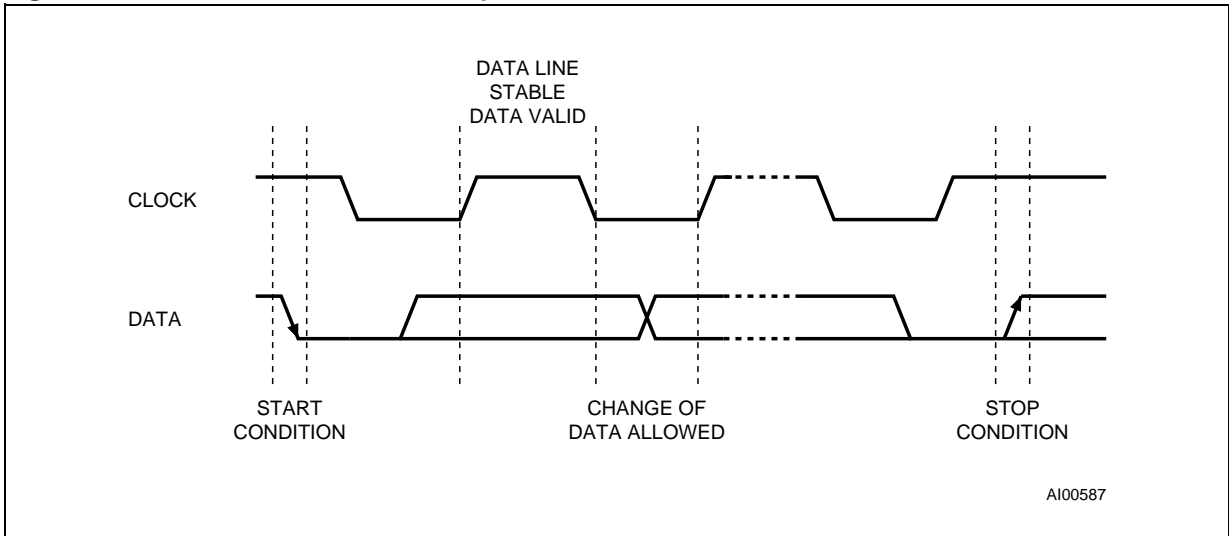 DATA LINE
STABLE
DATA VALID
CLOCK
DATA
START
CONDITION
CHANGE OF
DATA ALLOWED
STOP
CONDITION
AI00587